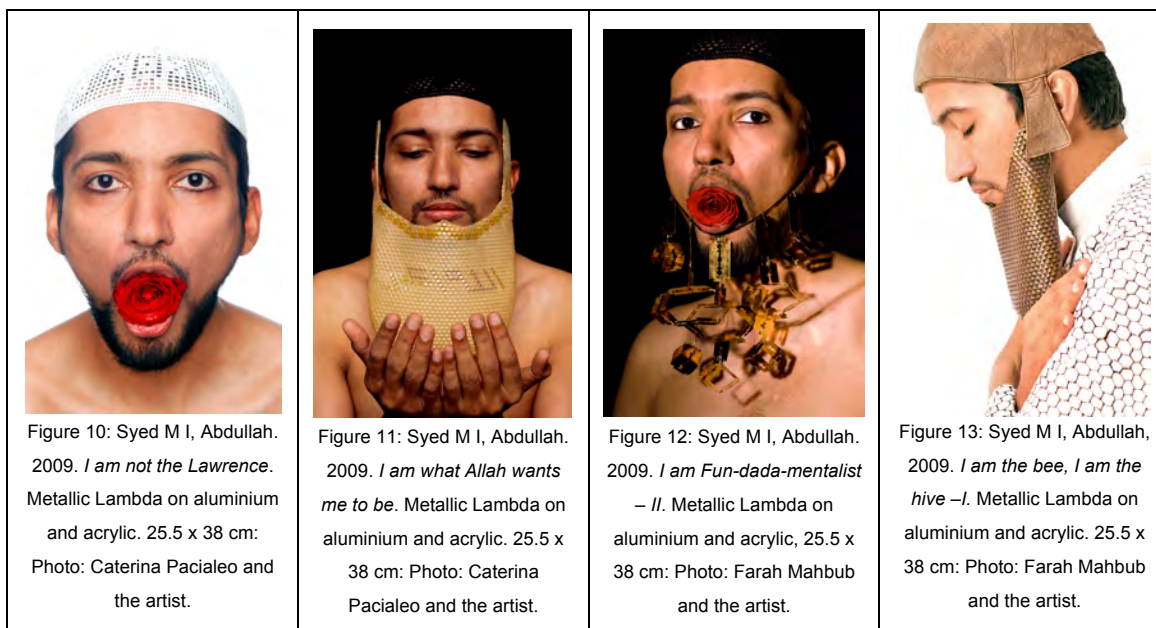 Figure 10: Syed M I, Abdullah.
2009. I am not the Lawrence.
Metallic Lambda on aluminium
and acrylic. 25.5 x 38 cm:
Photo: Caterina Pacialeo and
the artist.
Figure 11: Syed M I, Abdullah.
2009. I am what Allah wants
me to be. Metallic Lambda on
aluminium and acrylic. 25.5 x
38 cm: Photo: Caterina
Pacialeo and the artist.
Figure 12: Syed M I, Abdullah.
2009. I am Fun-dada-mentalist
– II. Metallic Lambda on
aluminium and acrylic, 25.5 x
38 cm: Photo: Farah Mahbub
and the artist.
Figure 13: Syed M I, Abdullah,
2009. I am the bee, I am the
hive –I. Metallic Lambda on
aluminium and acrylic. 25.5 x
38 cm: Photo: Farah Mahbub
and the artist.